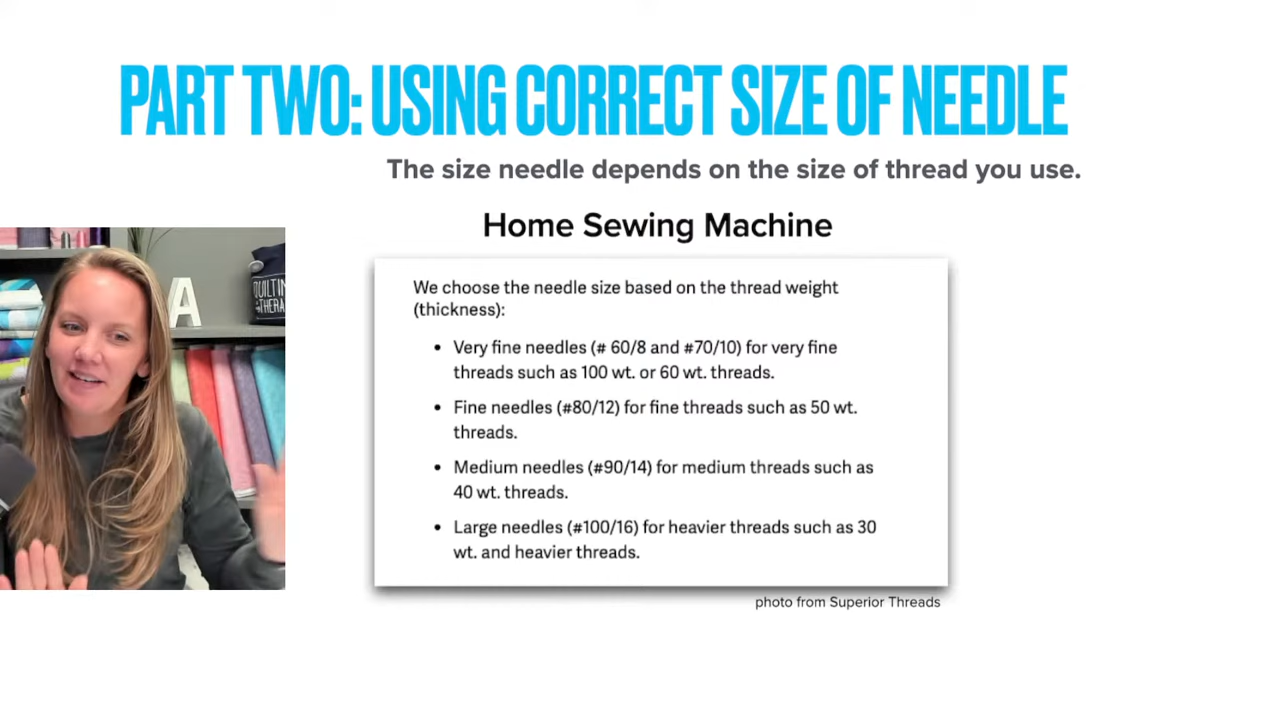 PART TWO: USING CORRECT SIZE OF NEEDLE
The size needle depends on the size of thread you use.
Home Sewing Machine
We choose the needle size based on the thread weight
(thickness):
• Very fine needles (# 60/8 and #70/10) for very fine
threads such as 100 wt. or 60 wt. threads.
• Fine needles (#80/12) for fine threads such as 50 wt.
threads.
• Medium needles (#90/14) for medium threads such as
40 wt. threads.
• Large needles (#100/16) for heavier threads such as 30
wt. and heavier threads.
photo from Superior Threads
A